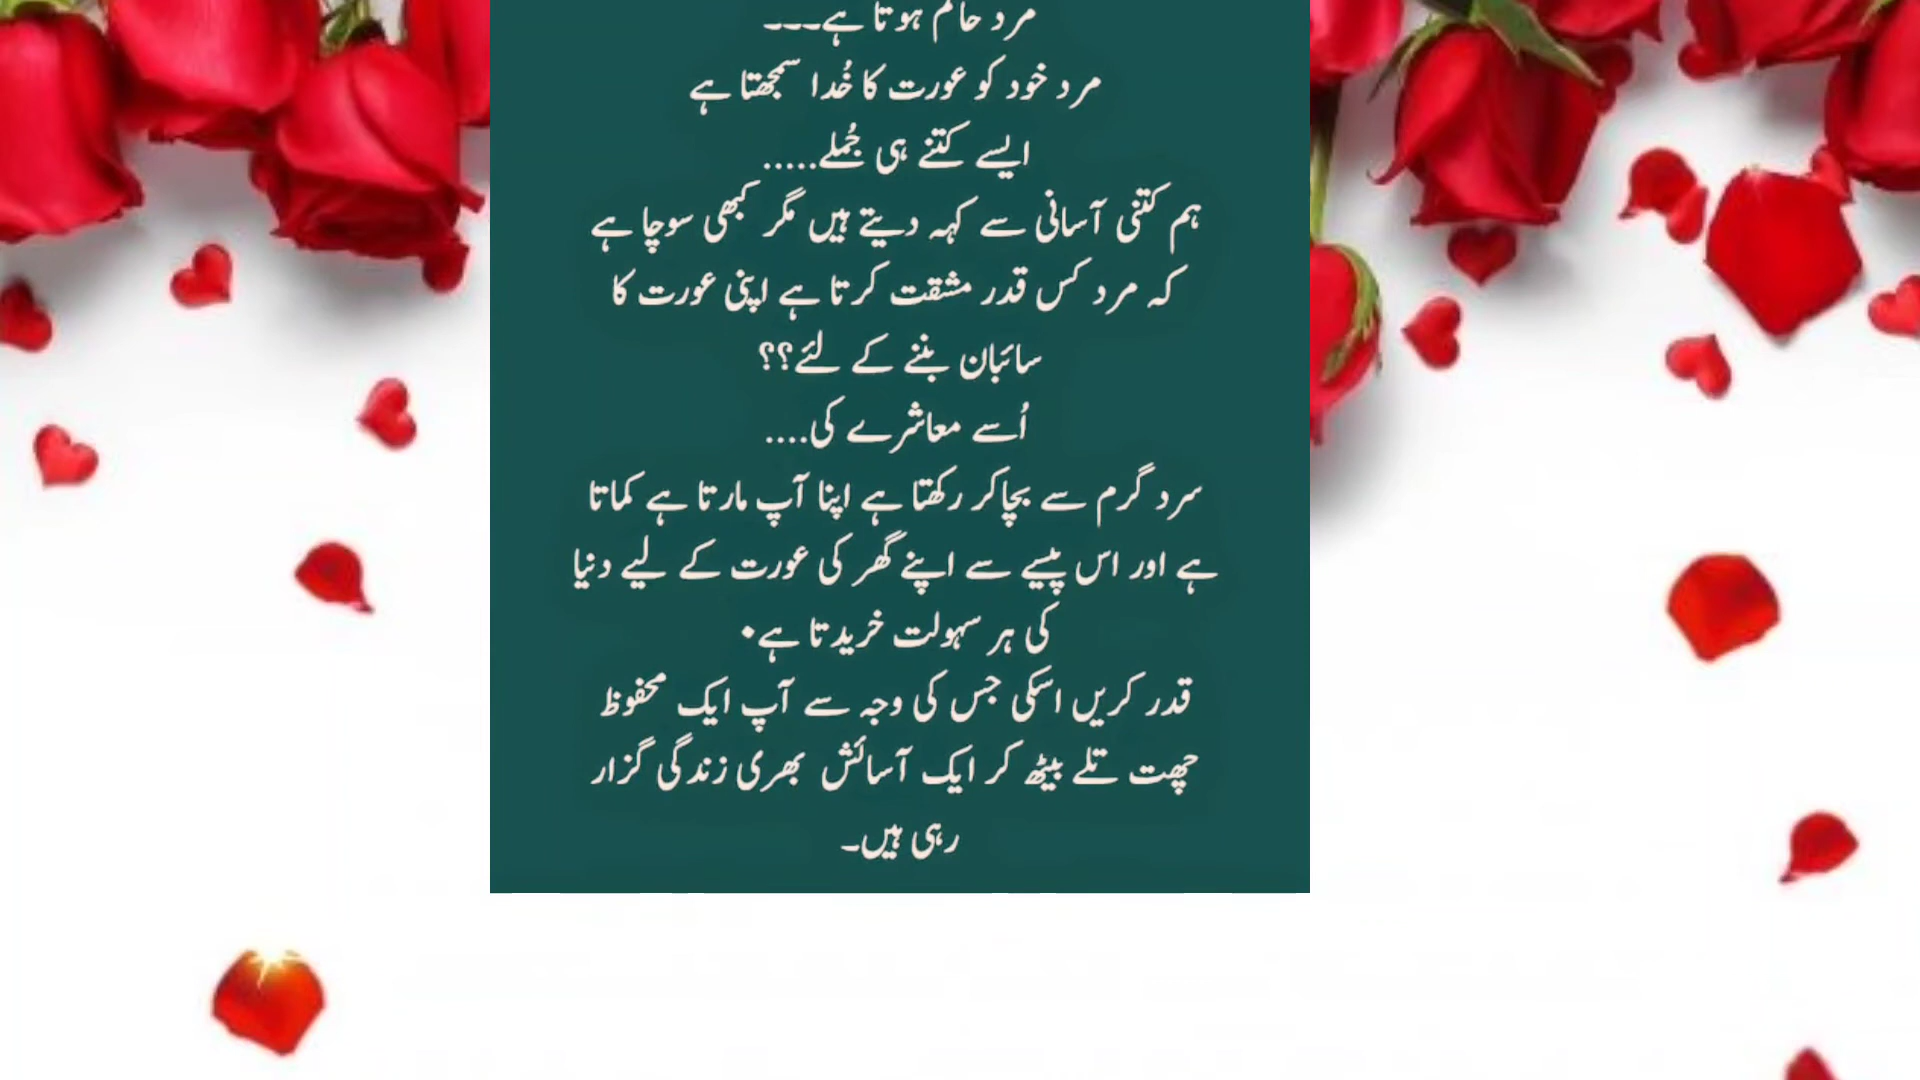 مرد حاکم ہوتا ہے۔۔۔
مرد خود کو عورت کا خُدا سمجھتا ہے
ایسے کتنے ہی جُملے.....
ہم کتنی آسانی سے کہہ دیتے ہیں مگر کبھی سوچا ہے
کہ مرد کس قدر مشقت کرتا ہے اپنی عورت کا
سائبان بننے کے لئے؟؟
اُسے معاشرے کی....
سرد گرم سے بچا کر رکھتا ہے اپنا آپ مارتا ہے کماتا
ہے اور اس پیسے سے اپنے گھر کی عورت کے لیے دنیا
کی ہر سہولت خریدتا ہے•
قدر کریں اسکی جس کی وجہ سے آپ ایک محفوظ
چھت تلے بیٹھ کر ایک آسائش بھری زندگی گزار
رہی ہیں۔